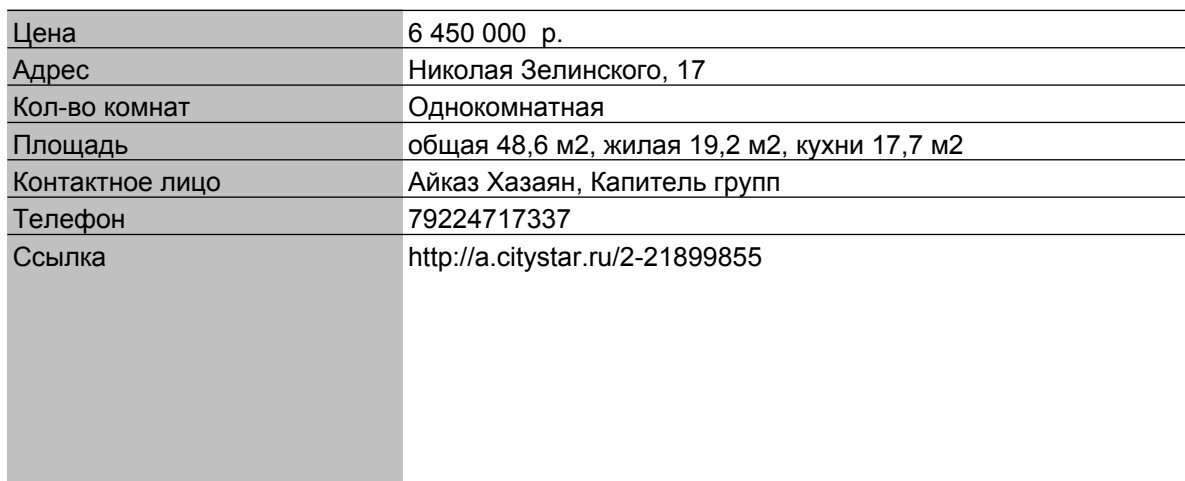 Цена 6 450 000 р.
Адрес Николая Зелинского, 17
Кол-во комнат Однокомнатная
Площадь общая 48,6 м2, жилая 19,2 м2, кухни 17,7 м2
Контактное лицо Айказ Хазаян, Капитель групп
Телефон 79224717337
Ссылка http://a.citystar.ru/2-21899855